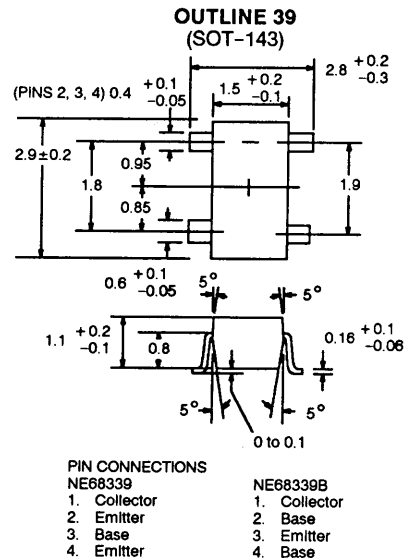 OUTLINE 39
(SOT-143)
2.8 +0.2 -0.3
1.5 +0.2 -0.1
(PINS 2, 3, 4) 0.4 +0.1 -0.05
2.9±0.2
1.8
0.95
0.85
1.9
0.6 +0.1 -0.05
5°
5°
1.1 +0.2 -0.1
0.8
0.16 +0.1 -0.06
5°
5°
0 to 0.1
PIN CONNECTIONS
NE68339
1. Collector
2. Emitter
3. Base
4. Emitter
NE68339B
1. Collector
2. Base
3. Emitter
4. Base